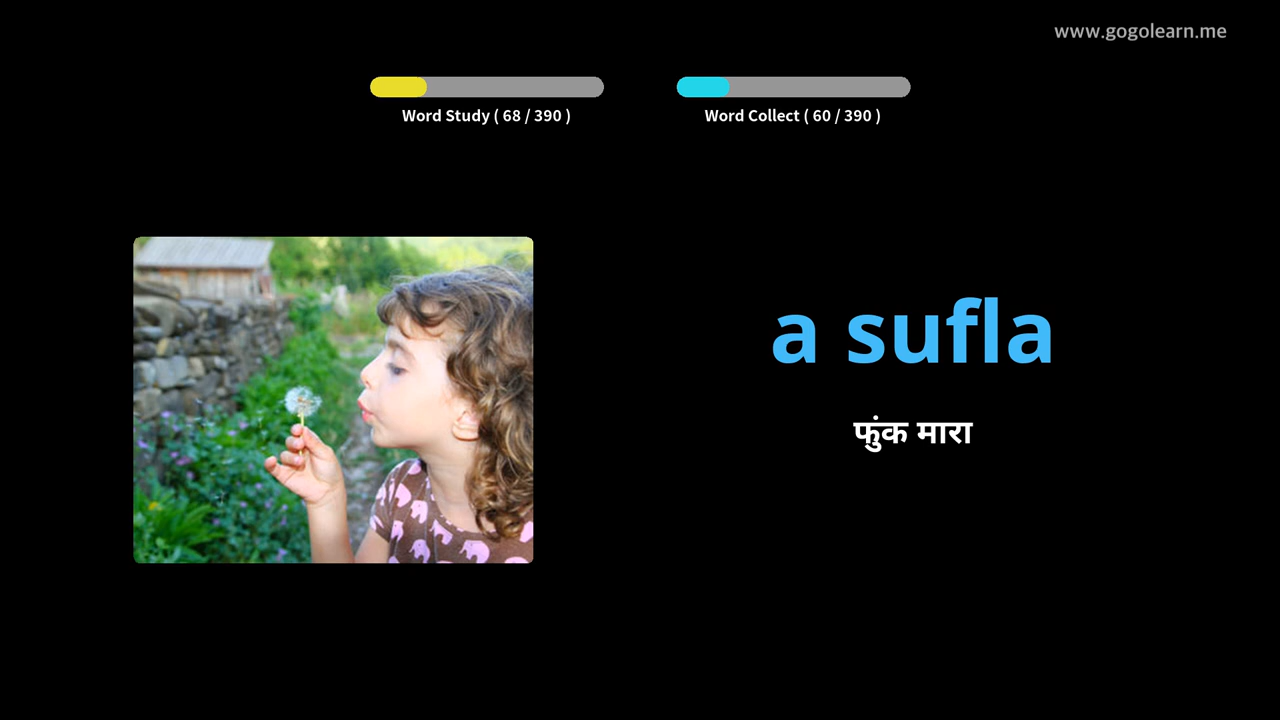 www.gogolearn.me
Word Study ( 68 / 390 )
Word Collect ( 60 / 390 )
a sufla
फुंक मारा